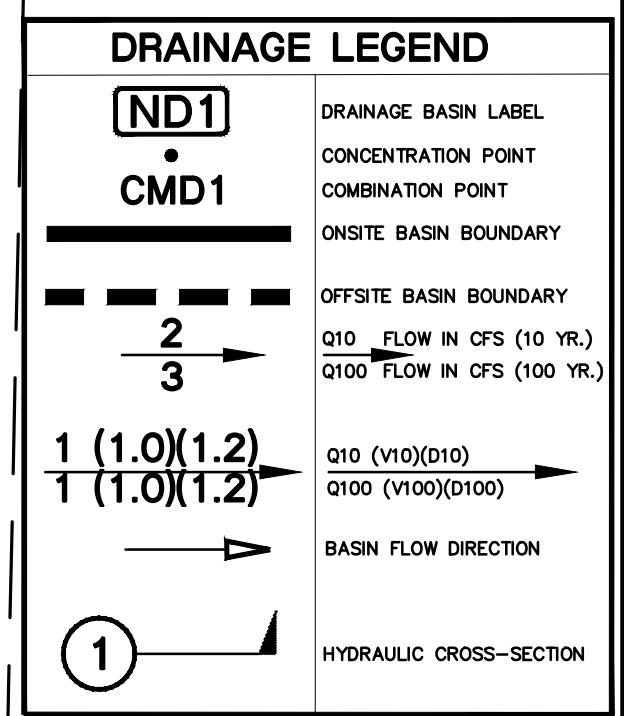 DRAINAGE LEGEND
ND1 DRAINAGE BASIN LABEL
CONCENTRATION POINT
CMD1 COMBINATION POINT
ONSITE BASIN BOUNDARY
OFFSITE BASIN BOUNDARY
2 Q10 FLOW IN CFS (10 YR.)
3 Q100 FLOW IN CFS (100 YR.)
1 (1.0)(1.2) Q10 (V10)(D10)
1 (1.0)(1.2) Q100 (V100)(D100)
BASIN FLOW DIRECTION
1 HYDRAULIC CROSS-SECTION